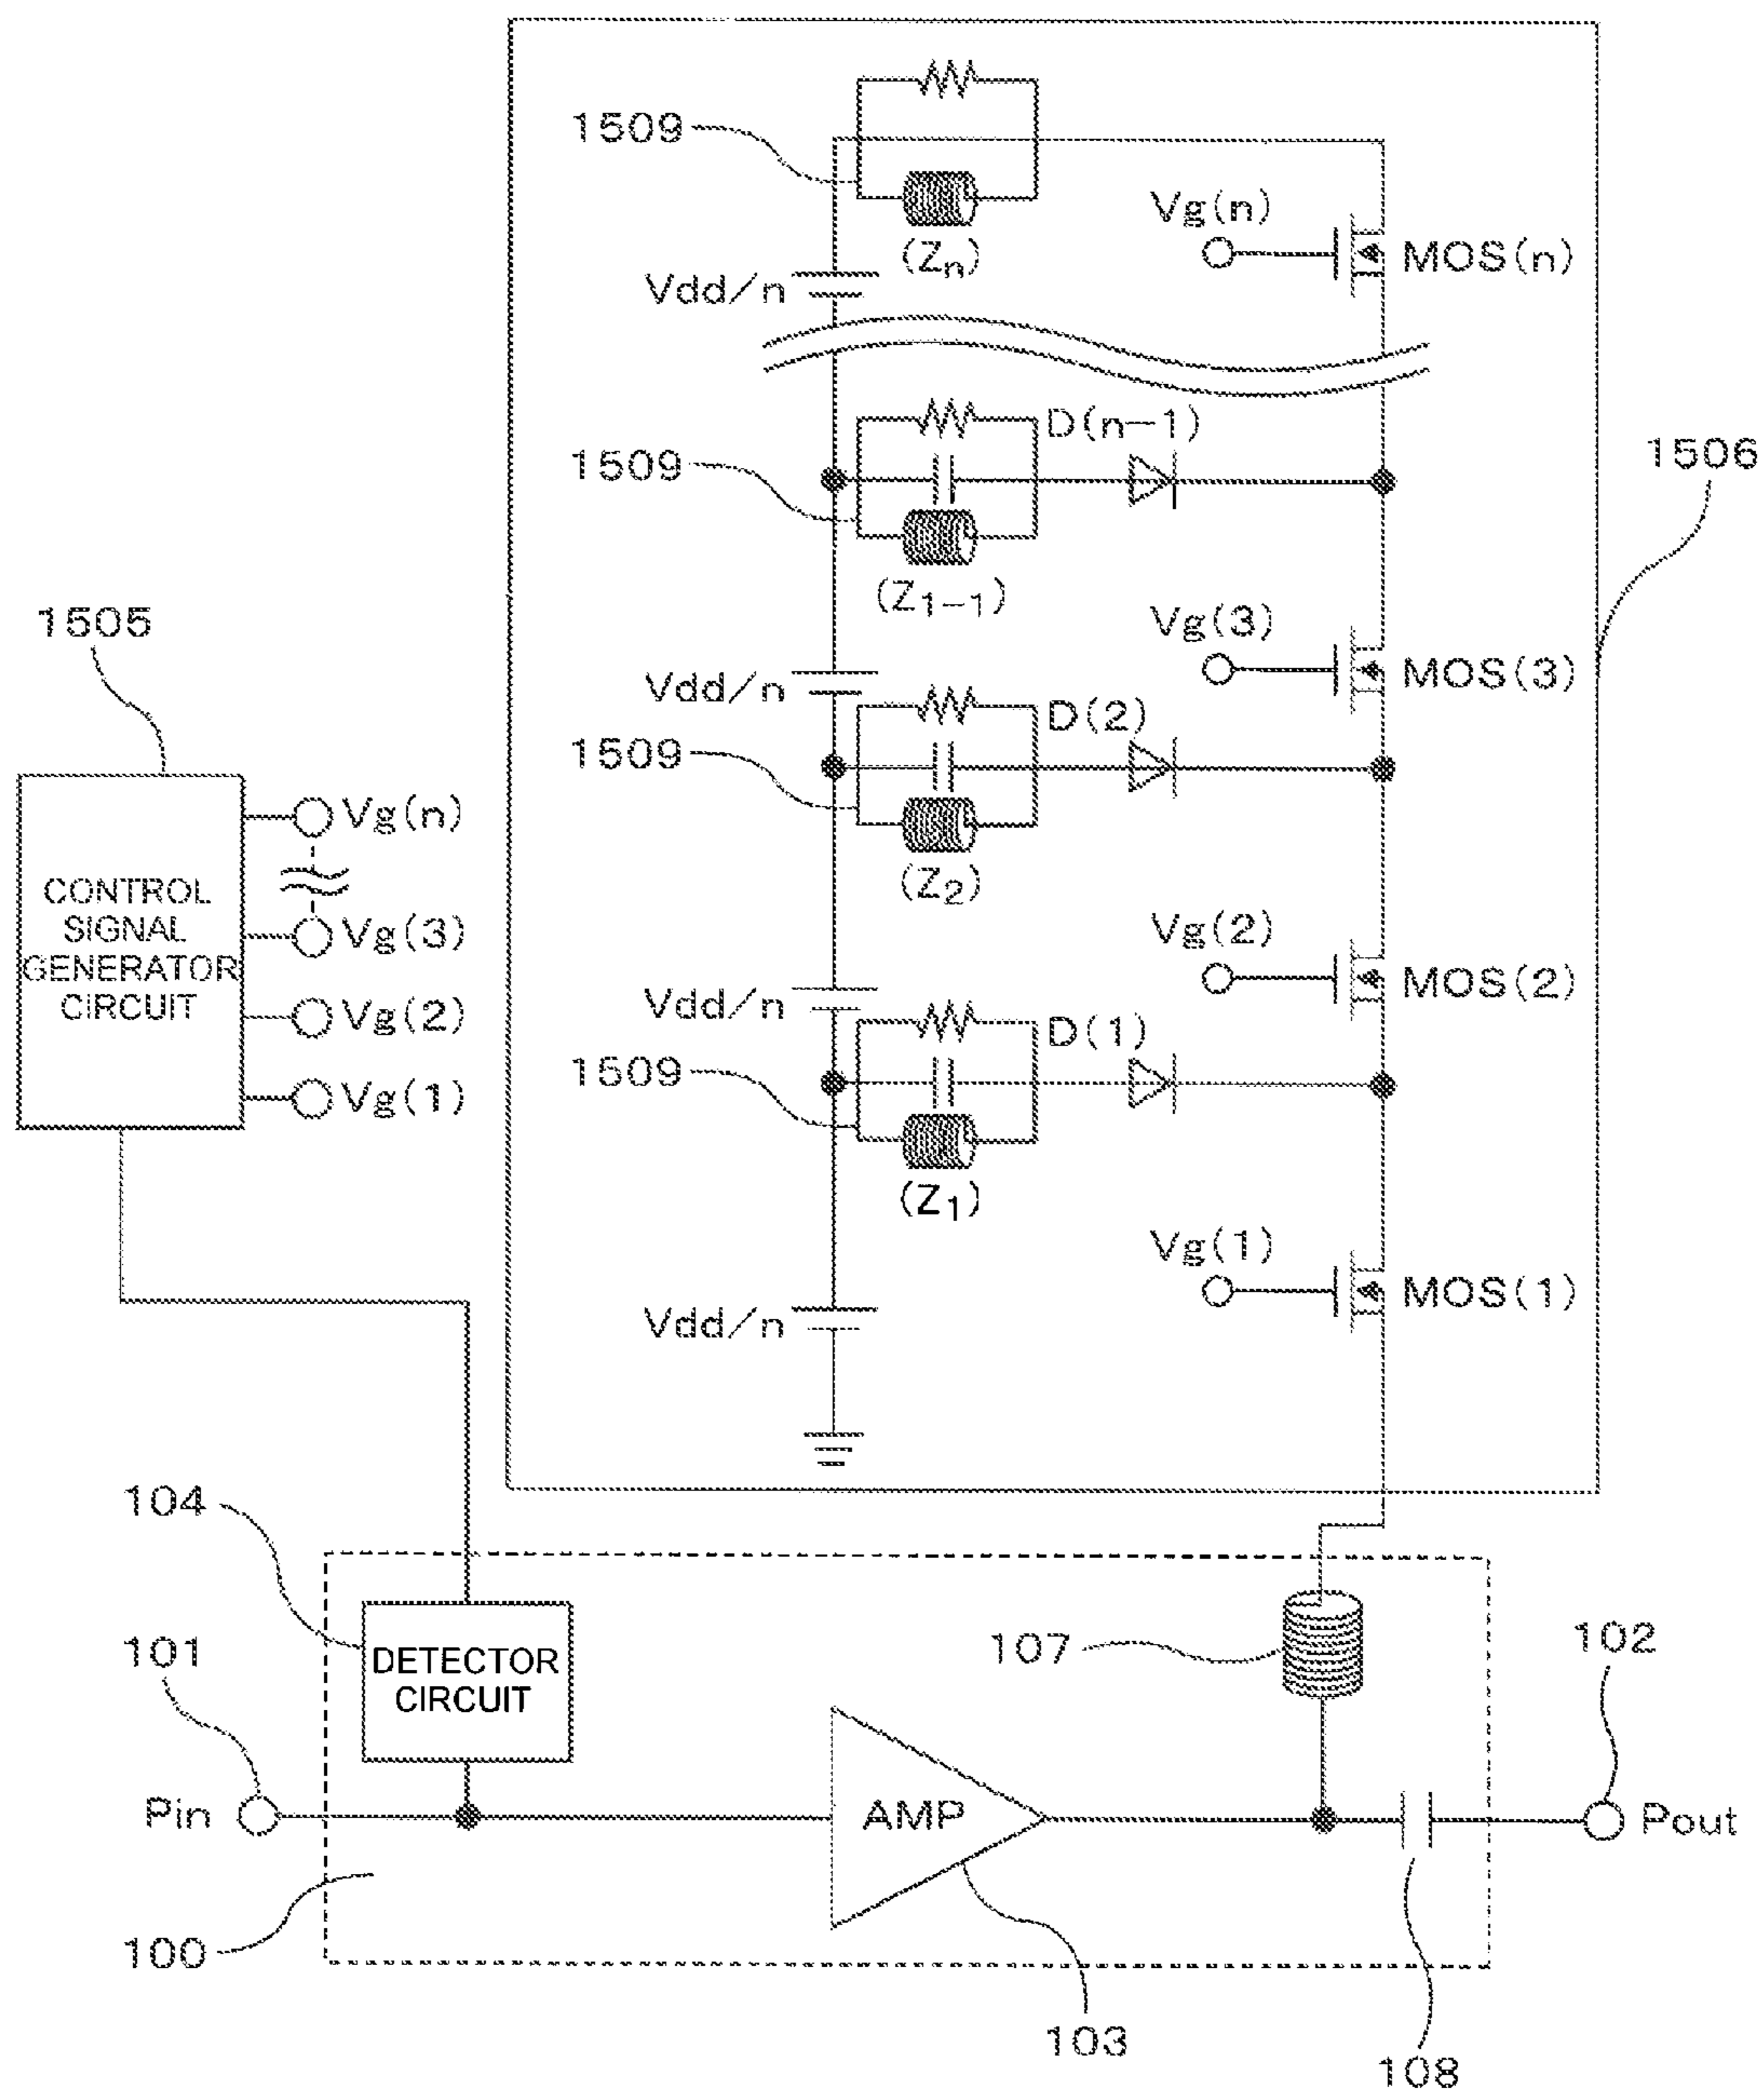 1509
(Zn)
Vg(n)
MOS(n)
Vdd/n
D(n-1)
1509
(Z1-1)
1506
1505
Vg(3)
MOS(3)
Vdd/n
D(2)
1509
(Z2)
Vg(n)
CONTROL
SIGNAL
GENERATOR
CIRCUIT
Vg(3)
Vg(2)
Vg(1)
Vg(2)
MOS(2)
Vdd/n
D(1)
1509
(Z1)
Vg(1)
MOS(1)
Vdd/n
104
DETECTOR
CIRCUIT
101
107
102
Pin
AMP
Pout
100
103
108